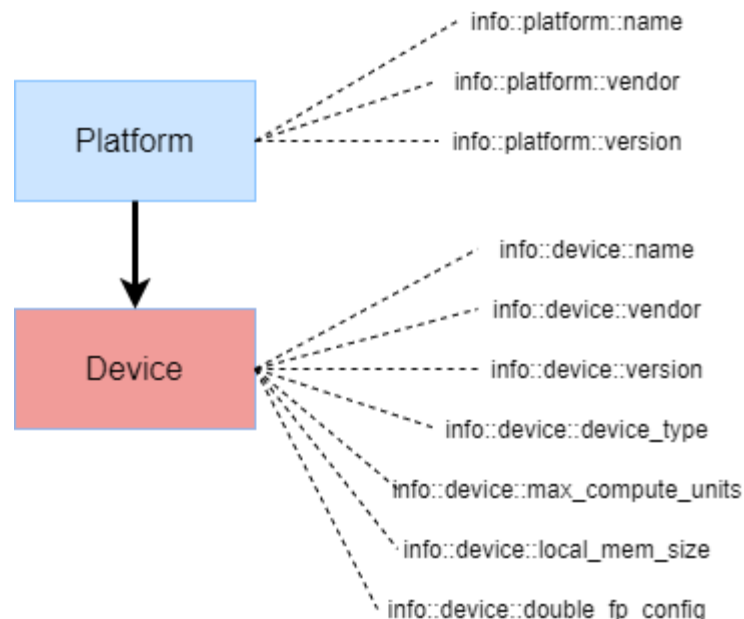 info::platform::name
info::platform::vendor
Platform
info::platform::version
info::device::name
info::device::vendor
Device
info::device::version
info::device::device_type
info::device::max_compute_units
info::device::local_mem_size
info::device::double_fp_config